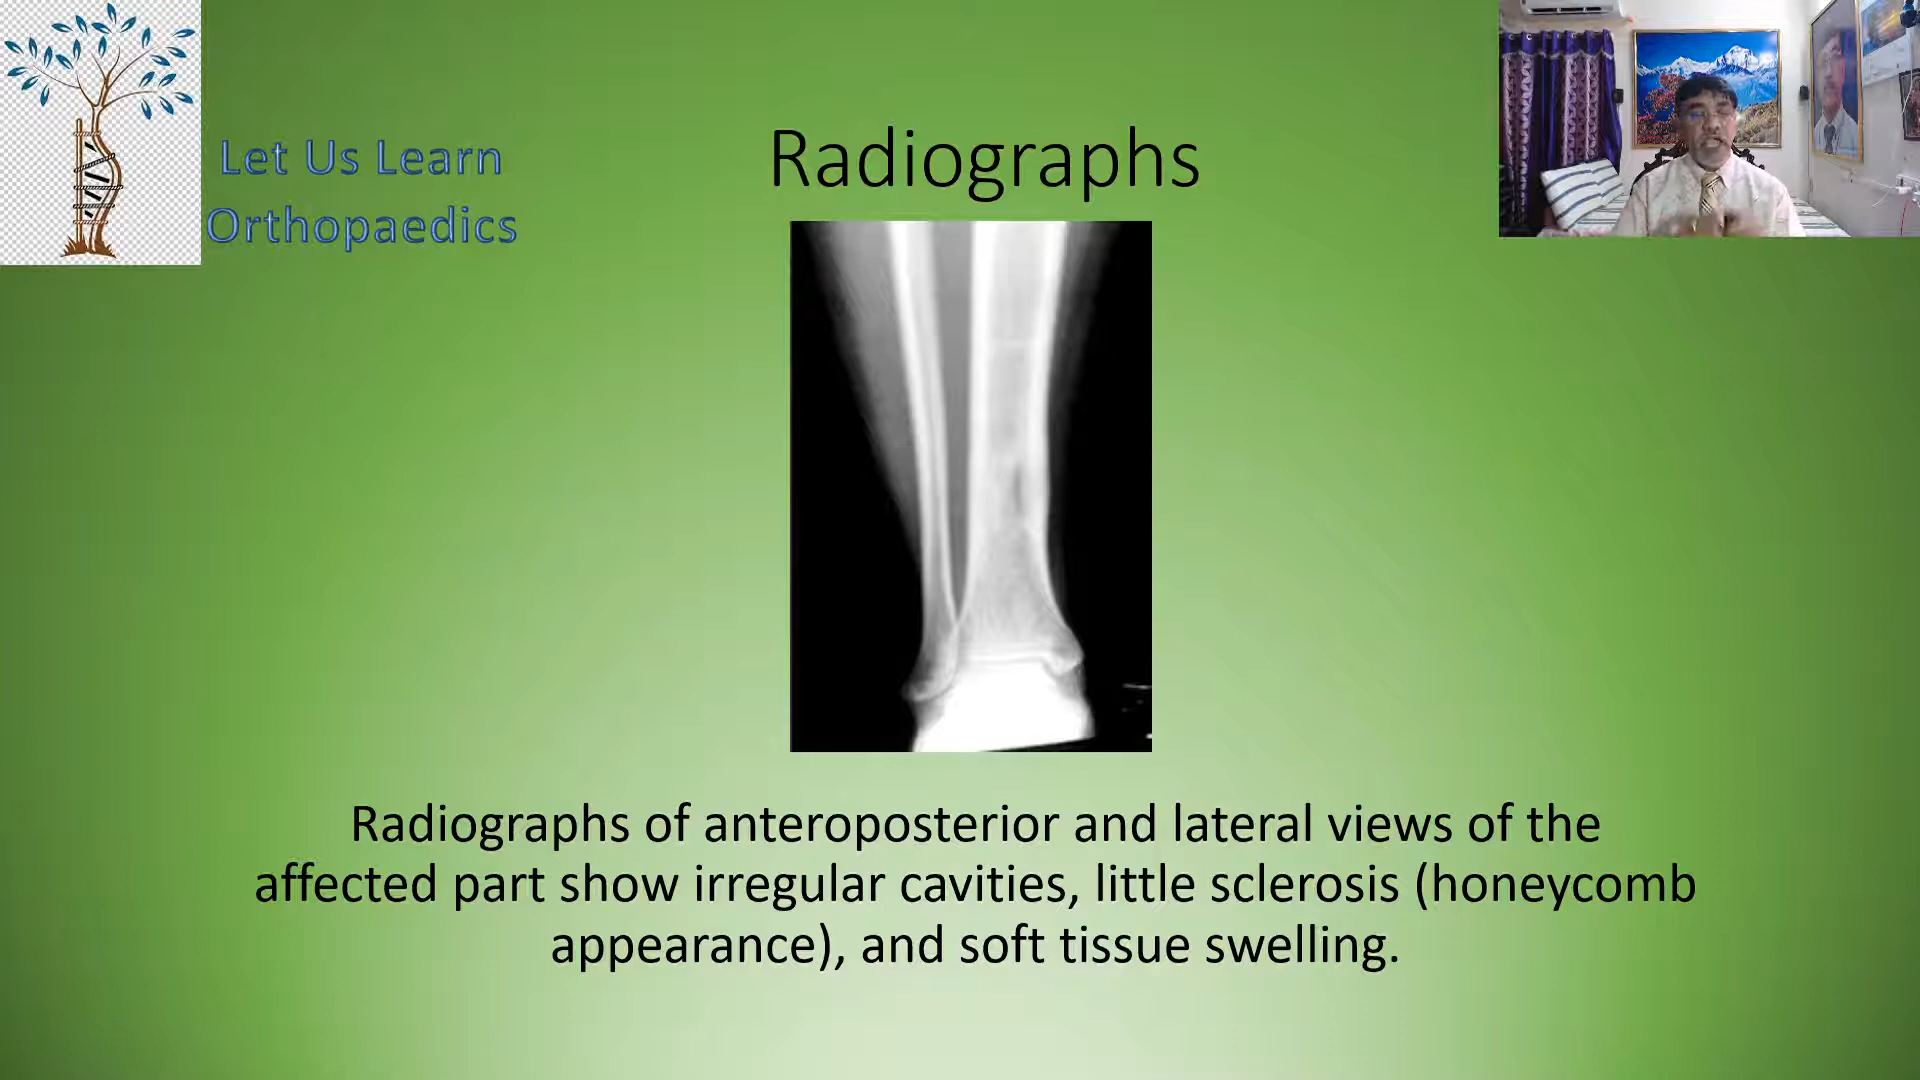 Let Us Learn
Orthopaedics
Radiographs
Radiographs of anteroposterior and lateral views of the
affected part show irregular cavities, little sclerosis (honeycomb
appearance), and soft tissue swelling.